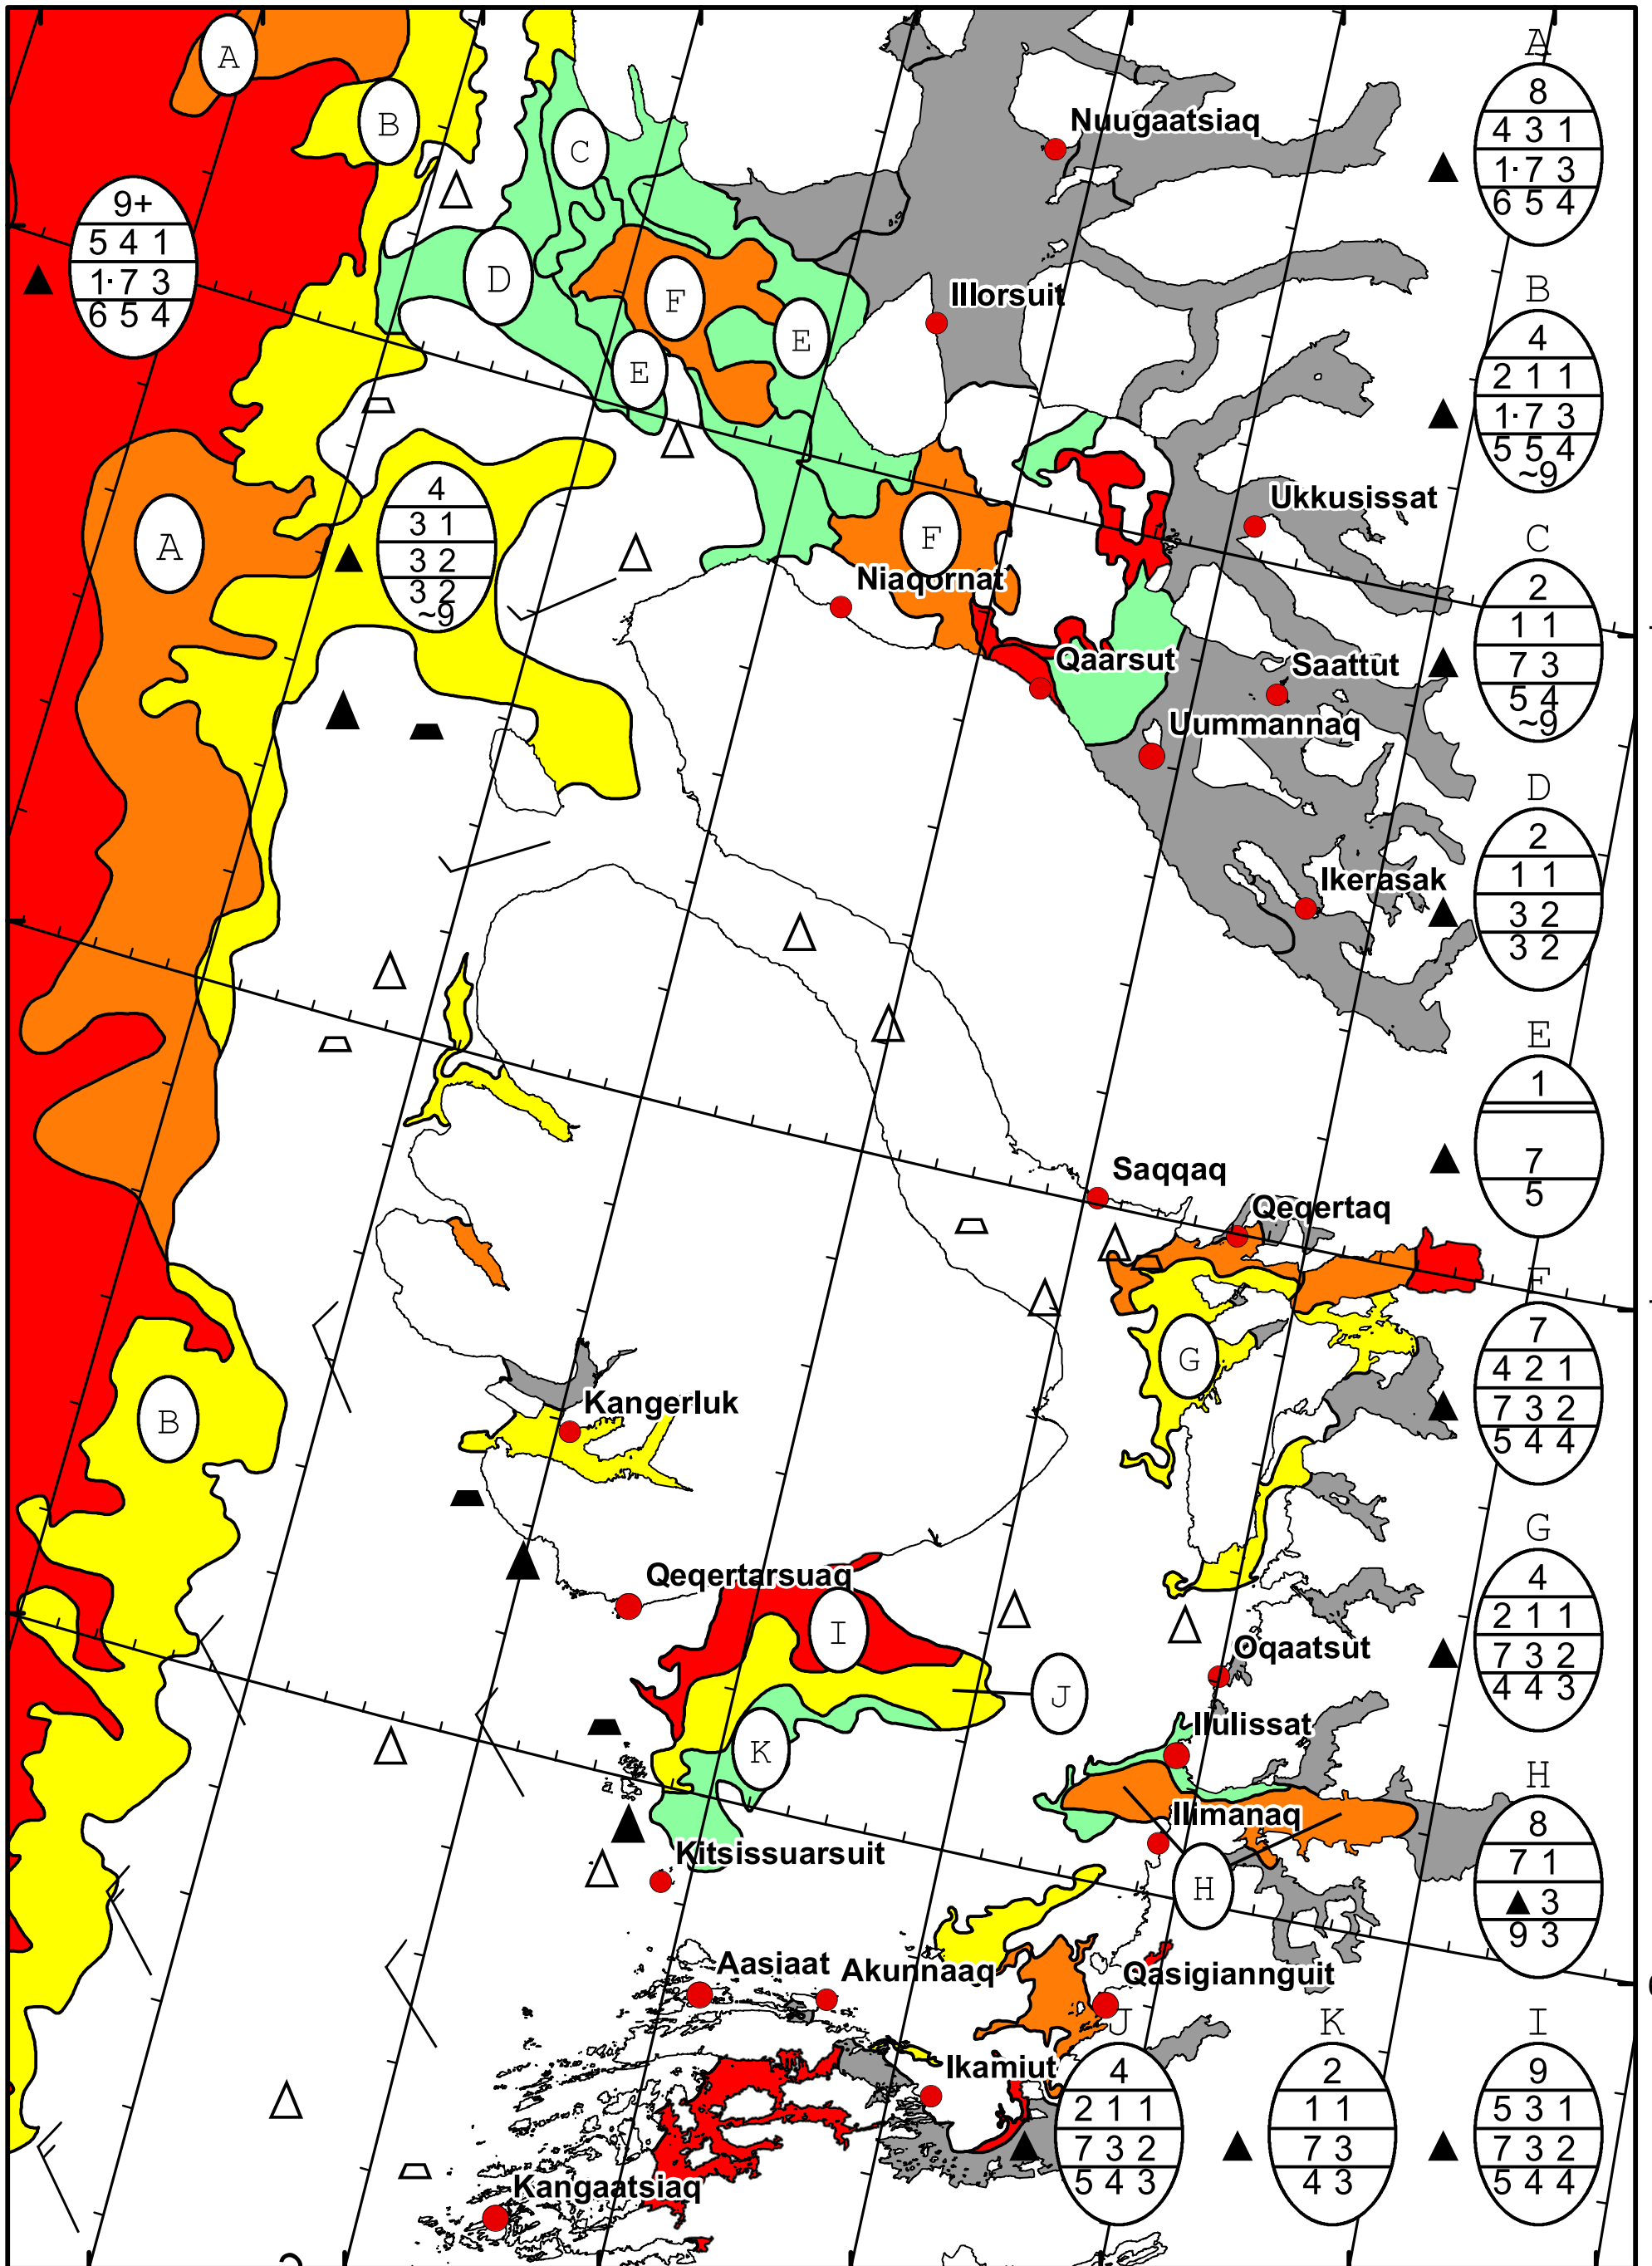 A
A
8
4 3 1
1· 7 3
6 5 4
B
C
Nuugaatsiaq
9+
5 4 1
1· 7 3
6 5 4
D
F
E
E
Illorsuit
B
4
2 1 1
1· 7 3
5 5 4
~9
A
4
3 1
3 2
3 2
~9
F
Niaqornat
Ukkusissat
C
2
1 1
7 3
5 4
~9
Qaarsut
Saattut
Uummannaq
D
2
1 1
3 2
3 2
Ikerasak
E
1
7
5
Saqqaq
Qeqertaq
F
7
4 2 1
7 3 2
5 4 4
G
B
Kangerluk
G
4
2 1 1
7 3 2
4 4 3
Qeqertarsuaq
I
Oqaatsut
J
K
Ilulissat
Ilimanaq
H
8
7 1
▲ 3
9 3
Kitsissuarsuit
H
Aasiaat
Akunnaaq
Qasigiannguit
Ikamiut
Kangaatsiaq
J
4
2 1 1
7 3 2
5 4 3
K
2
1 1
7 3
4 3
I
9
5 3 1
7 3 2
5 4 4